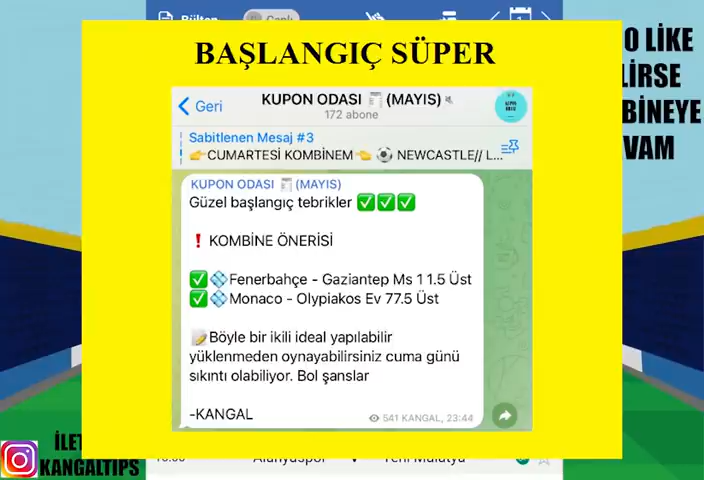 Bülten
Canlı
1
BAŞLANGIÇ SÜPER
O LİKE
LİRSE
BİNEYE
VAM
Geri
KUPON ODASI (MAYIS)
172 abone
Sabitlenen Mesaj #3
👉CUMARTESİ KOMBİNEM👈 ⚽ NEWCASTLE// L...
KUPON ODASI (MAYIS)
Güzel başlangıç tebrikler ✅✅✅
❗ KOMBİNE ÖNERİSİ
✅💠Fenerbahçe - Gaziantep Ms 1 1.5 Üst
✅💠Monaco - Olypiakos Ev 77.5 Üst
📝Böyle bir ikili ideal yapılabilir
yüklenmeden oynayabilirsiniz cuma günü
sıkıntı olabiliyor. Bol şanslar
-KANGAL
541 KANGAL, 23:44
İLET
KANGALTIPS
Alanyaspor
Yeni Malatya